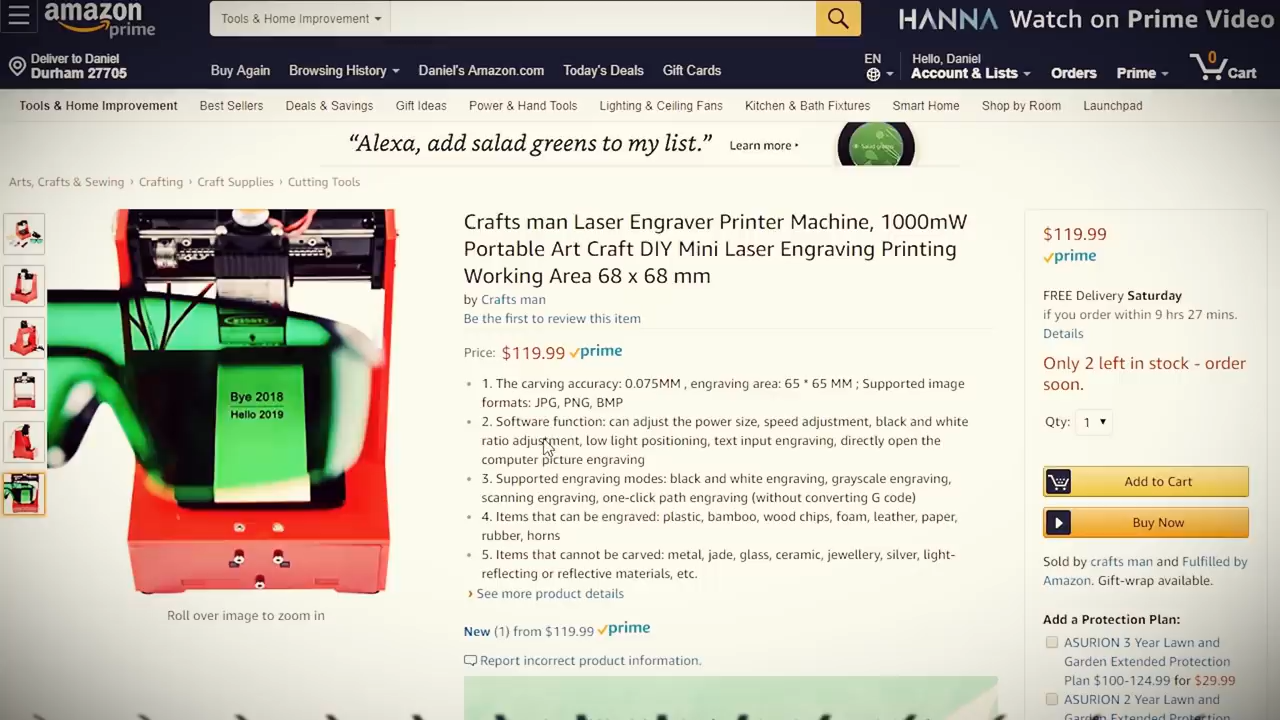 amazon
prime
Tools & Home Improvement
HANNA Watch on Prime Video
Deliver to Daniel
Durham 27705
Buy Again
Browsing History
Daniel's Amazon.com
Today's Deals
Gift Cards
EN
Hello, Daniel
Account & Lists
Orders
Prime
0
Cart
Tools & Home Improvement
Best Sellers
Deals & Savings
Gift Ideas
Power & Hand Tools
Lighting & Ceiling Fans
Kitchen & Bath Fixtures
Smart Home
Shop by Room
Launchpad
“Alexa, add salad greens to my list.”
Learn more
Salad greens
Arts, Crafts & Sewing › Crafting › Craft Supplies › Cutting Tools
Bye 2018
Hello 2019
Roll over image to zoom in
Crafts man Laser Engraver Printer Machine, 1000mW
Portable Art Craft DIY Mini Laser Engraving Printing
Working Area 68 x 68 mm
by Crafts man
Be the first to review this item
Price: $119.99 prime
1. The carving accuracy: 0.075MM , engraving area: 65 * 65 MM ; Supported image
formats: JPG, PNG, BMP
2. Software function: can adjust the power size, speed adjustment, black and white
ratio adjustment, low light positioning, text input engraving, directly open the
computer picture engraving
3. Supported engraving modes: black and white engraving, grayscale engraving,
scanning engraving, one-click path engraving (without converting G code)
4. Items that can be engraved: plastic, bamboo, wood chips, foam, leather, paper,
rubber, horns
5. Items that cannot be carved: metal, jade, glass, ceramic, jewellery, silver, light-
reflecting or reflective materials, etc.
› See more product details
New (1) from $119.99 prime
Report incorrect product information.
$119.99
prime
FREE Delivery Saturday
if you order within 9 hrs 27 mins.
Details
Only 2 left in stock - order
soon.
Qty: 1
Add to Cart
Buy Now
Sold by crafts man and Fulfilled by
Amazon. Gift-wrap available.
Add a Protection Plan:
ASURION 3 Year Lawn and
Garden Extended Protection
Plan $100-124.99 for $29.99
ASURION 2 Year Lawn and
Garden Extended Protection